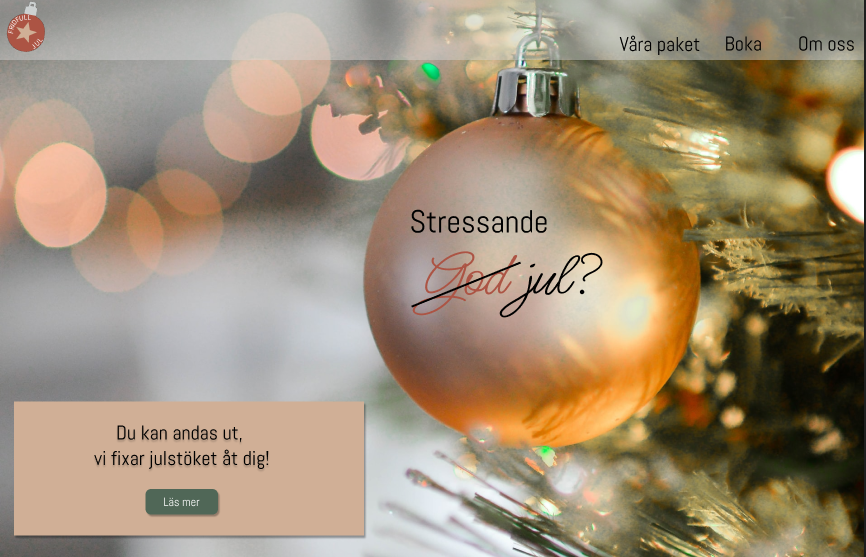 FRIDFULL
JUL
Våra paket
Boka
Om oss
Stressande
God jul?
Du kan andas ut,
vi fixar julstöket åt dig!
Läs mer